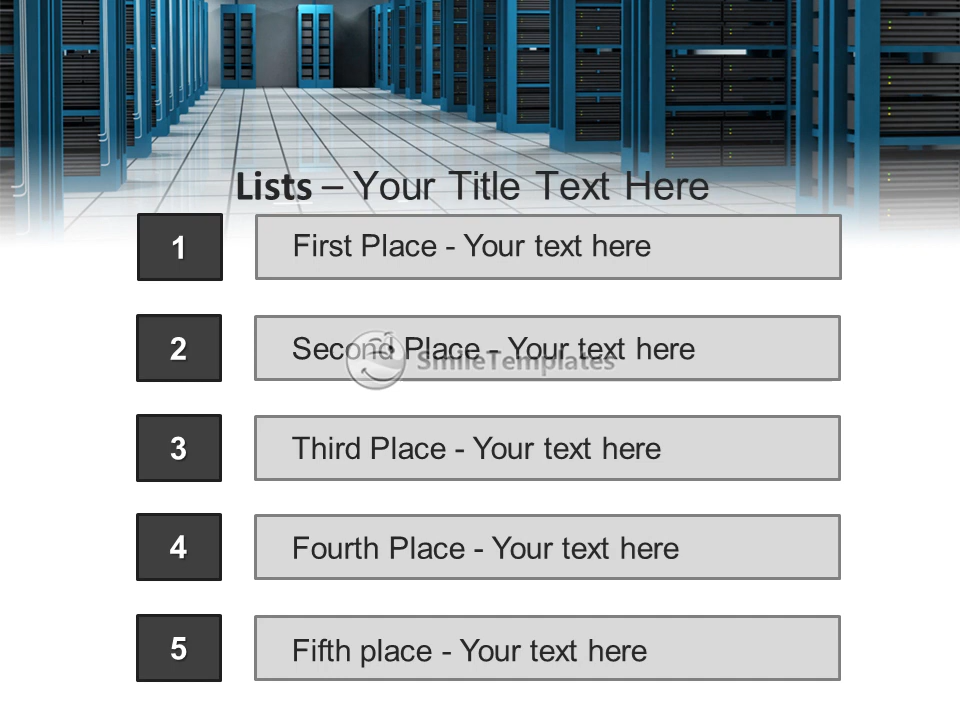 Lists – Your Title Text Here
1
First Place - Your text here
2
Second Place - Your text here
SmileTemplates
3
Third Place - Your text here
4
Fourth Place - Your text here
5
Fifth place - Your text here